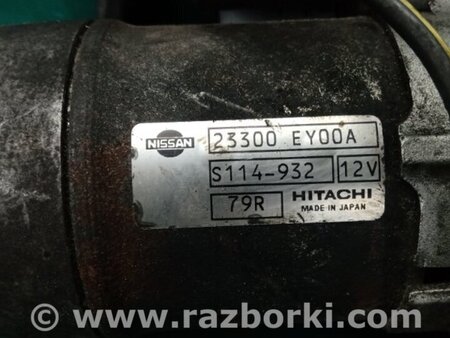 NISSAN 23300 EY00A
S114-932 12V
79R HITACHI
MADE IN JAPAN
© www.razborki.com